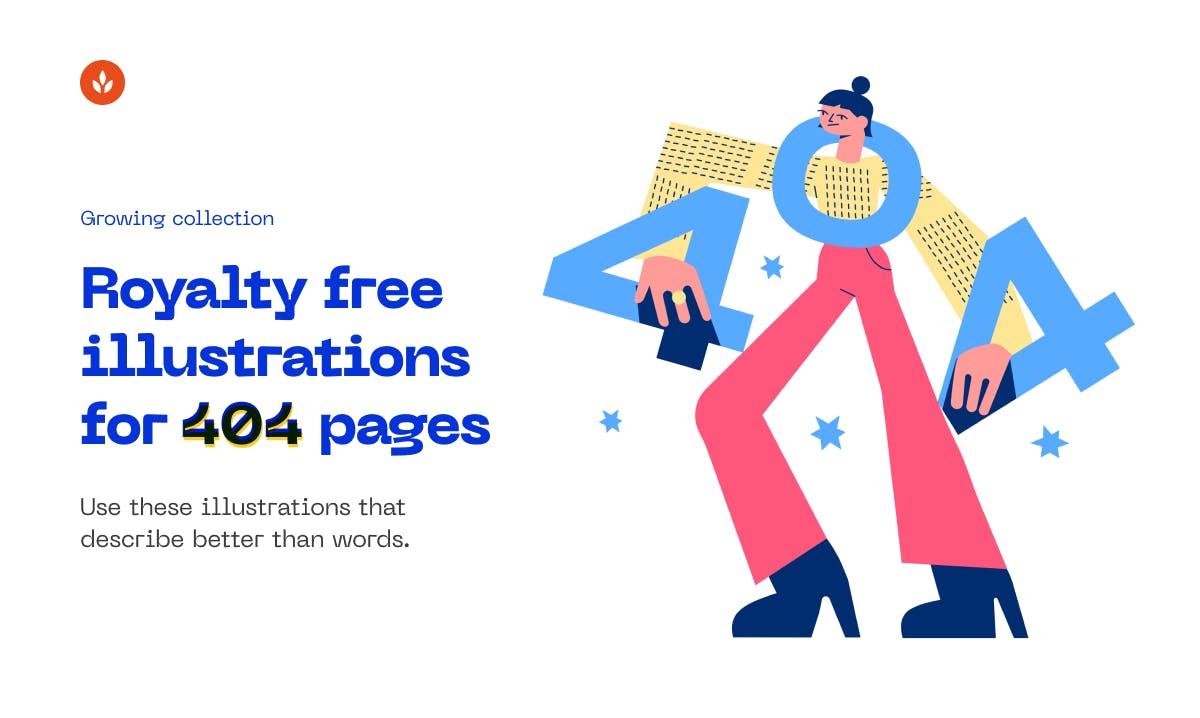 Growing collection
Royalty free
illustrations
for 404 pages
Use these illustrations that
describe better than words.
404